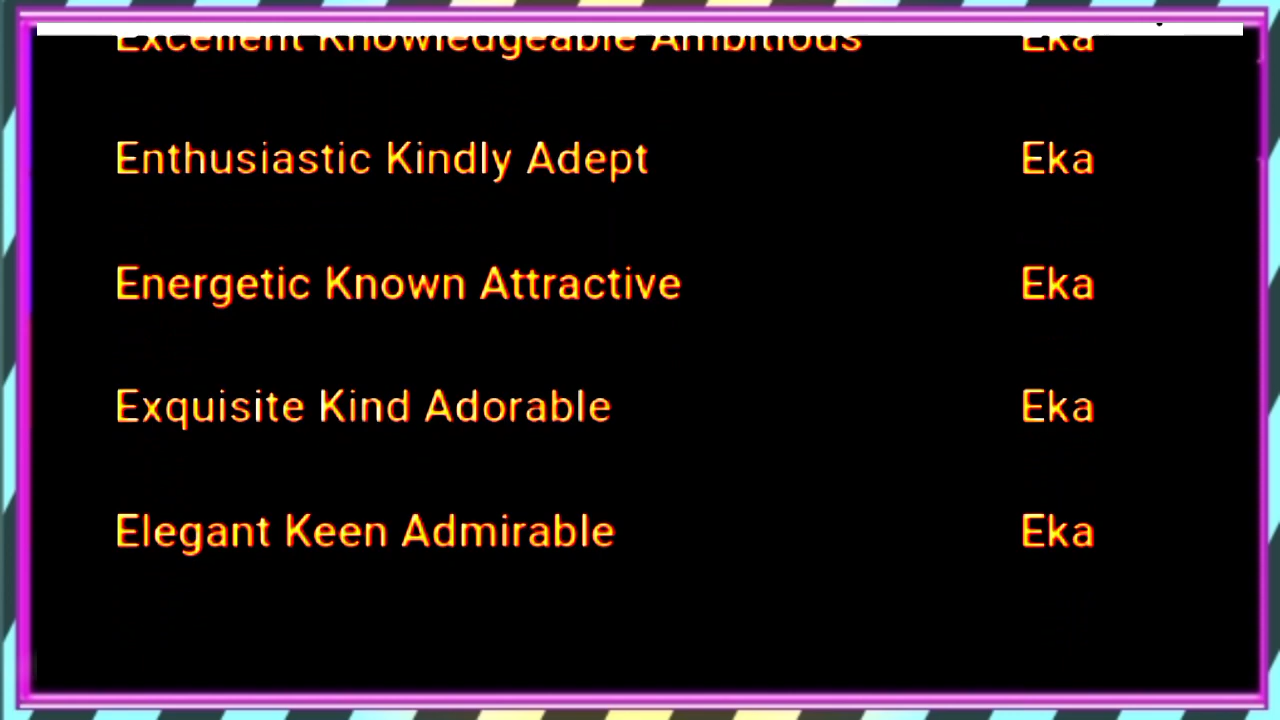 Excellent Knowledgeable Ambitious Eka
Enthusiastic Kindly Adept Eka
Energetic Known Attractive Eka
Exquisite Kind Adorable Eka
Elegant Keen Admirable Eka